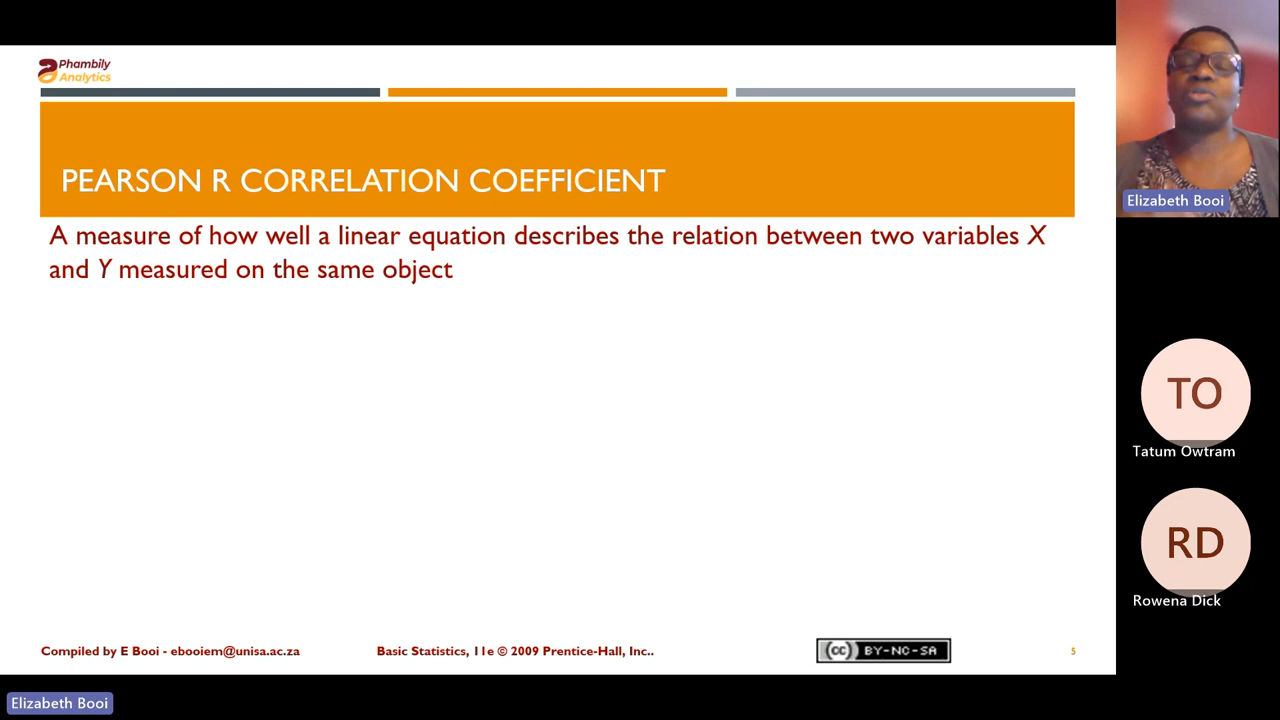 Phambily
Analytics
PEARSON R CORRELATION COEFFICIENT
A measure of how well a linear equation describes the relation between two variables X
and Y measured on the same object
Compiled by E Booi - ebooiem@unisa.ac.za
Basic Statistics, 11e © 2009 Prentice-Hall, Inc..
cc BY-NC-SA
5
Elizabeth Booi
TO
Tatum Owtram
RD
Rowena Dick
Elizabeth Booi